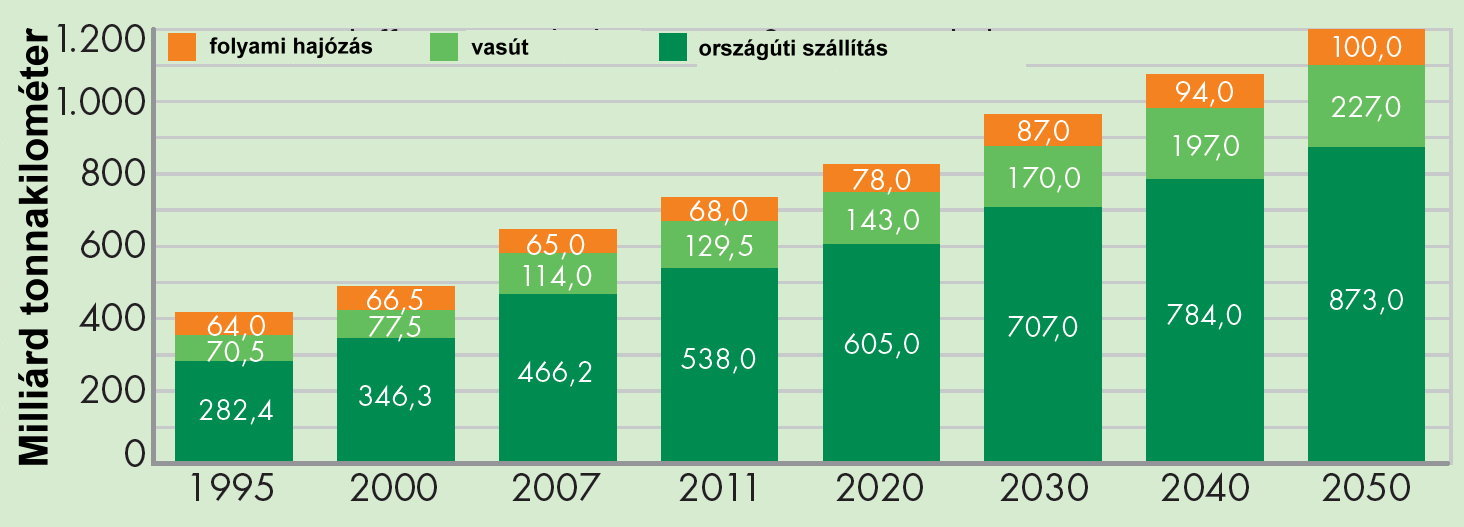 Milliárd tonnakilométer
folyami hajózás vasút országúti szállítás
1.200
1.000
800
600
400
200
0
64,0 66,5 65,0 68,0 78,0 87,0 94,0 100,0
70,5 77,5 114,0 129,5 143,0 170,0 197,0 227,0
282,4 346,3 466,2 538,0 605,0 707,0 784,0 873,0
1995 2000 2007 2011 2020 2030 2040 2050